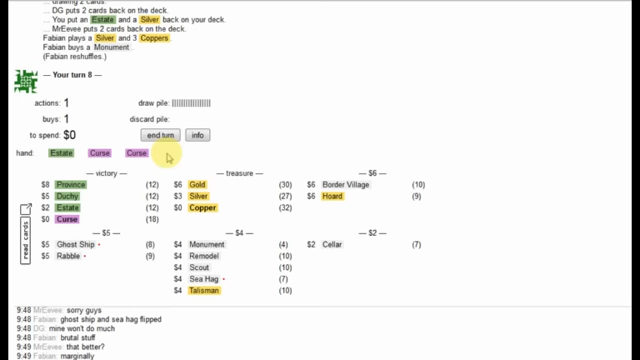 ... drawing 2 cards.
... DG puts 2 cards back on the deck.
... You put an Estate and a Silver back on your deck.
... MrEevee puts 2 cards back on the deck.
Fabian plays a Silver and 3 Coppers.
Fabian buys a Monument.
(Fabian reshuffles.)
— Your turn 8 —
actions: 1 draw pile: ||||||||||||||||||
buys: 1 discard pile:
to spend: $0 end turn info
hand: Estate Curse Curse
— victory — — treasure — — $6 —
$8 Province (12) $6 Gold (30) $6 Border Village (10)
$5 Duchy (12) $3 Silver (27) $6 Hoard (9)
$2 Estate (12) $0 Copper (32)
$0 Curse (18)
read cards
— $5 — — $4 — — $2 —
$5 Ghost Ship • (8) $4 Monument (4) $2 Cellar (7)
$5 Rabble • (9) $4 Remodel (10)
$4 Scout (10)
$4 Sea Hag • (7)
$4 Talisman (10)
9:48 MrEevee: sorry guys
9:48 Fabian: ghost ship and sea hag flipped
9:48 DG: mine won't do much
9:48 Fabian: brutal stuff
9:49 MrEevee: that better?
9:49 Fabian: marginally